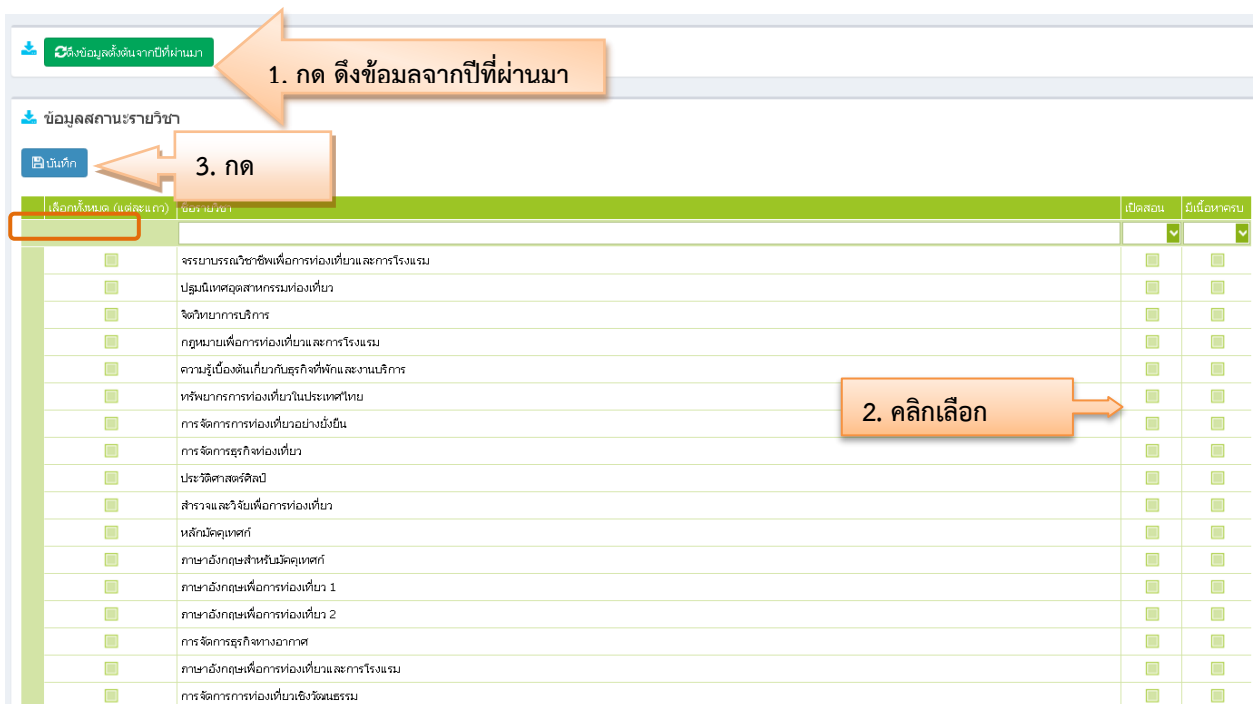 ดึงข้อมูลตั้งต้นจากปีที่ผ่านมา
1. กด ดึงข้อมลจากปีที่ผ่านมา
ข้อมูลสถานะรายวิชา
บันทึก
3. กด
เลือกทั้งหมด (แต่ละแถว) ชื่อรายวิชา เปิดสอน มีเนื้อหาครบ
จรรยาบรรณวิชาชีพเพื่อการท่องเที่ยวและการโรงแรม
ปฐมนิเทศอุตสาหกรรมท่องเที่ยว
จิตวิทยาการบริการ
กฎหมายเพื่อการท่องเที่ยวและการโรงแรม
ความรู้เบื้องต้นเกี่ยวกับธุรกิจที่พักและงานบริการ
ทรัพยากรการท่องเที่ยวในประเทศไทย
2. คลิกเลือก
การจัดการการท่องเที่ยวอย่างยั่งยืน
การจัดการธุรกิจท่องเที่ยว
ประวัติศาสตร์ศิลป์
สำรวจและวิจัยเพื่อการท่องเที่ยว
หลักมัคคุเทศก์
ภาษาอังกฤษสำหรับมัคคุเทศก์
ภาษาอังกฤษเพื่อการท่องเที่ยว 1
ภาษาอังกฤษเพื่อการท่องเที่ยว 2
การจัดการธุรกิจทางอากาศ
ภาษาอังกฤษเพื่อการท่องเที่ยวและการโรงแรม
การจัดการการท่องเที่ยวเชิงวัฒนธรรม